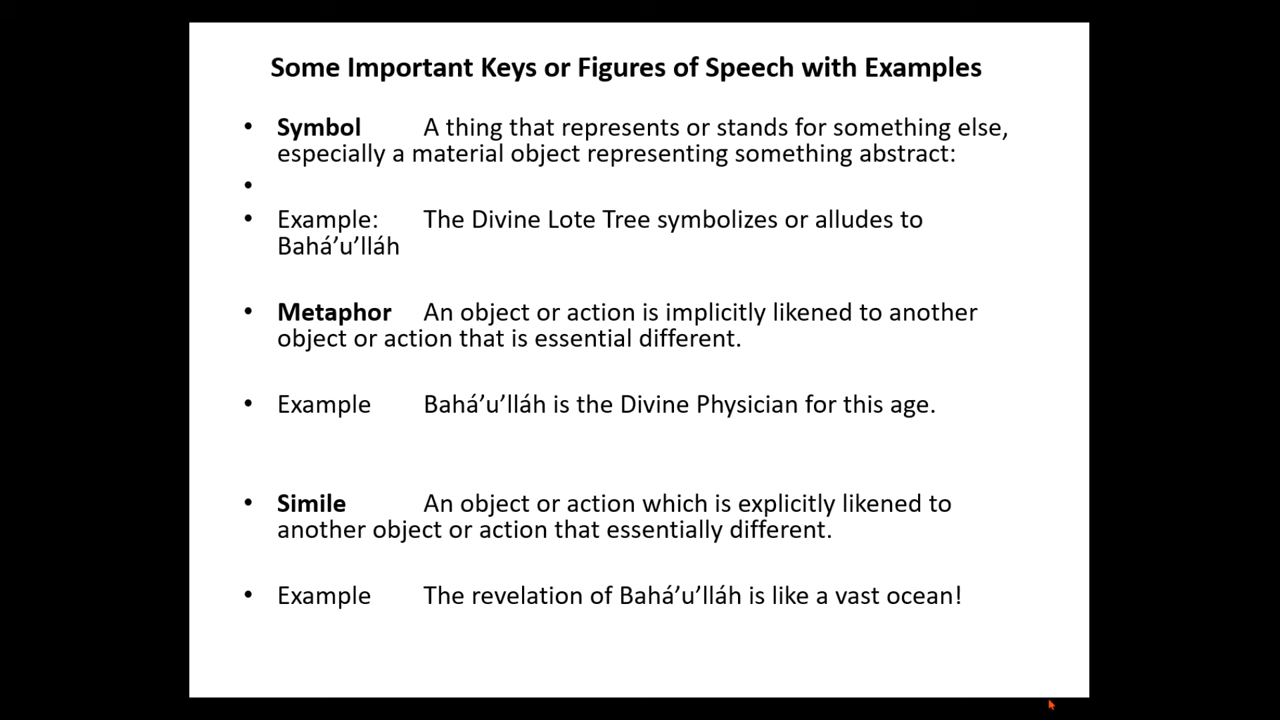 Some Important Keys or Figures of Speech with Examples
• Symbol A thing that represents or stands for something else,
especially a material object representing something abstract:
•
• Example: The Divine Lote Tree symbolizes or alludes to
Bahá’u’lláh
• Metaphor An object or action is implicitly likened to another
object or action that is essential different.
• Example Bahá’u’lláh is the Divine Physician for this age.
• Simile An object or action which is explicitly likened to
another object or action that essentially different.
• Example The revelation of Bahá’u’lláh is like a vast ocean!